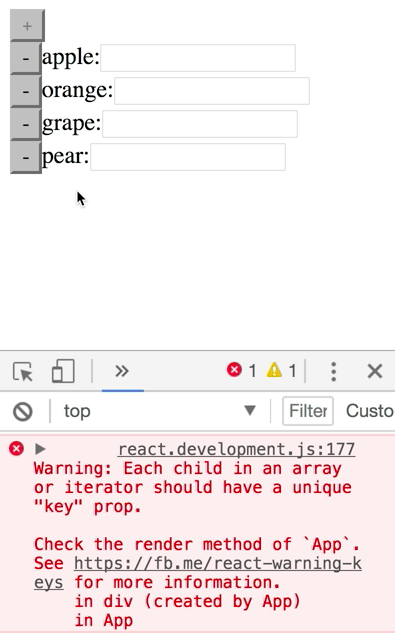 +
- apple:
- orange:
- grape:
- pear:
1 1
top Filter Custo
react.development.js:177
Warning: Each child in an array
or iterator should have a unique
"key" prop.
Check the render method of `App`.
See https://fb.me/react-warning-k
eys for more information.
in div (created by App)
in App